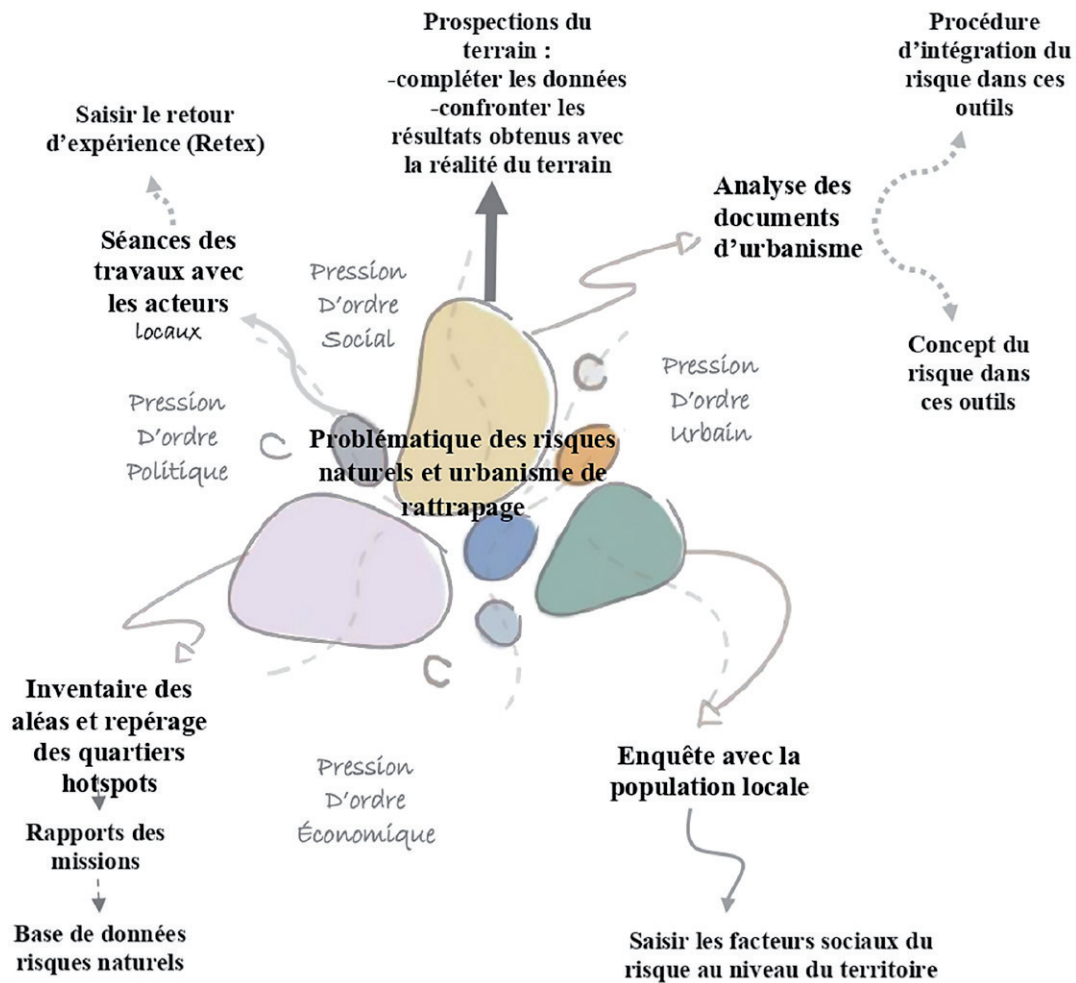 Prospections du
terrain :
-compléter les données
-confronter les
résultats obtenus avec
la réalité du terrain
Procédure
d’intégration du
risque dans ces
outils
Saisir le retour
d’expérience (Retex)
Analyse des
documents
d’urbanisme
Séances des
travaux avec
les acteurs
locaux
Pression
D'ordre
Social
Concept du
risque dans
ces outils
Pression
D'ordre
Urbain
Pression
D'ordre
Politique
Problématique des risques
naturels et urbanisme de
rattrapage
Inventaire des
aléas et repérage
des quartiers
hotspots
Rapports des
missions
Base de données
risques naturels
Pression
D'ordre
Économique
Enquête avec la
population locale
Saisir les facteurs sociaux du
risque au niveau du territoire